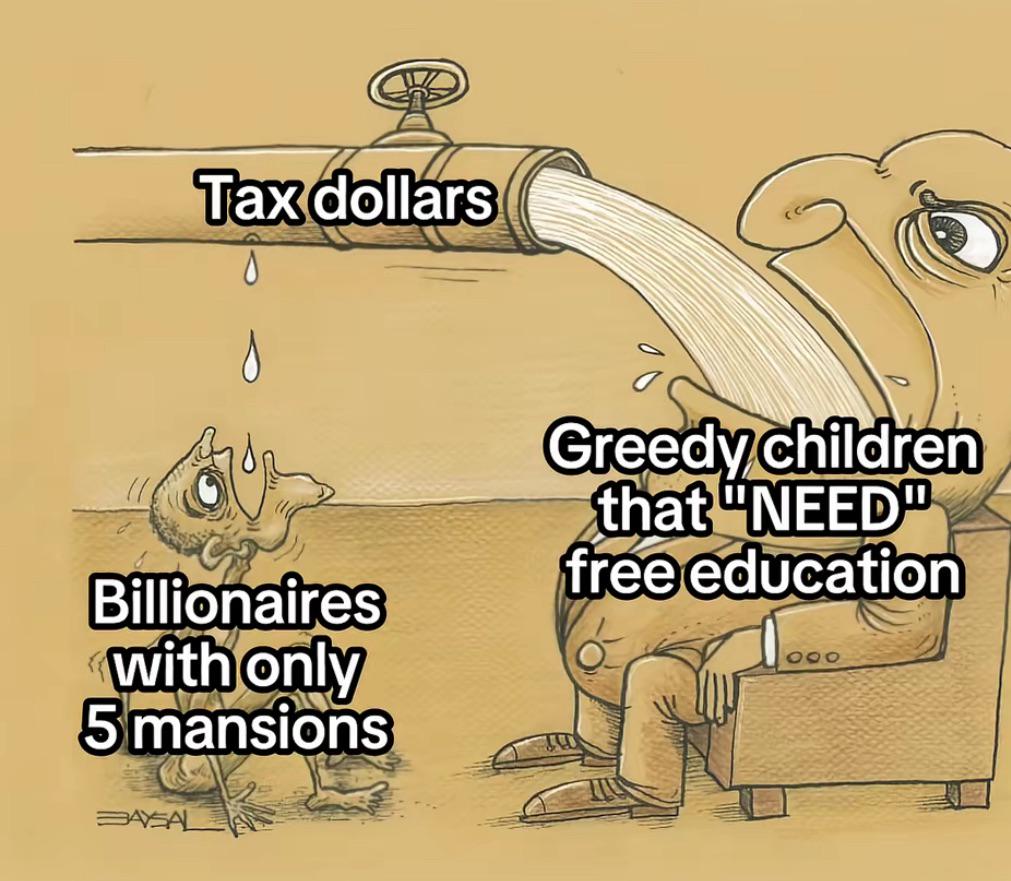 Tax dollars
Greedy children
that "NEED"
free education
Billionaires
with only
5 mansions
BAYSAL